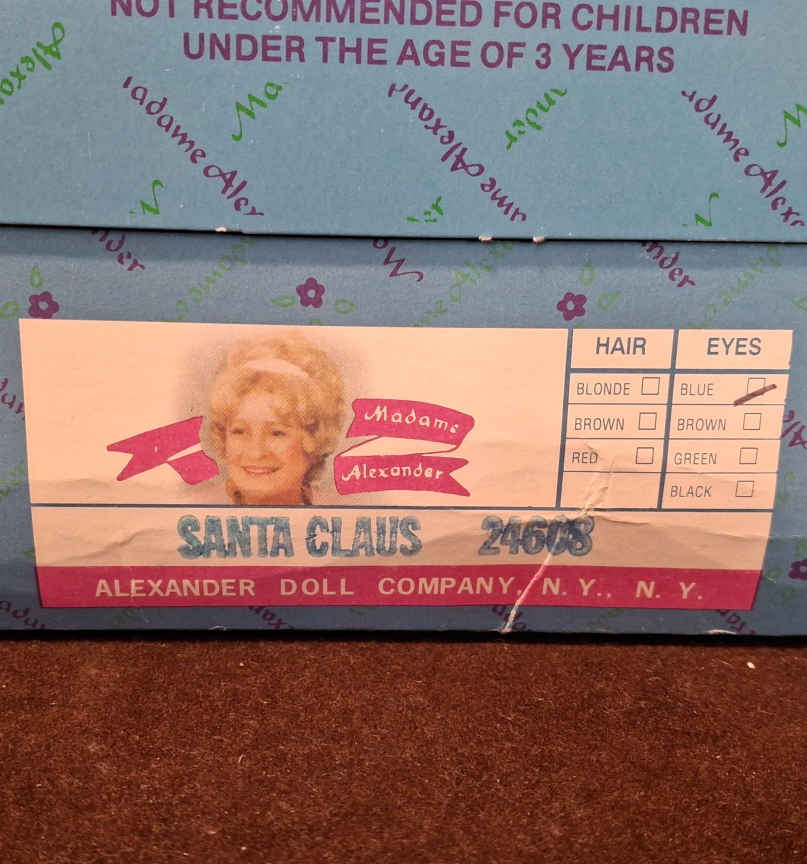 NOT RECOMMENDED FOR CHILDREN
UNDER THE AGE OF 3 YEARS
Madame
Alexander
HAIR
BLONDE
BROWN
RED
EYES
BLUE
BROWN
GREEN
BLACK
SANTA CLAUS 24608
ALEXANDER DOLL COMPANY, N. Y., N. Y.